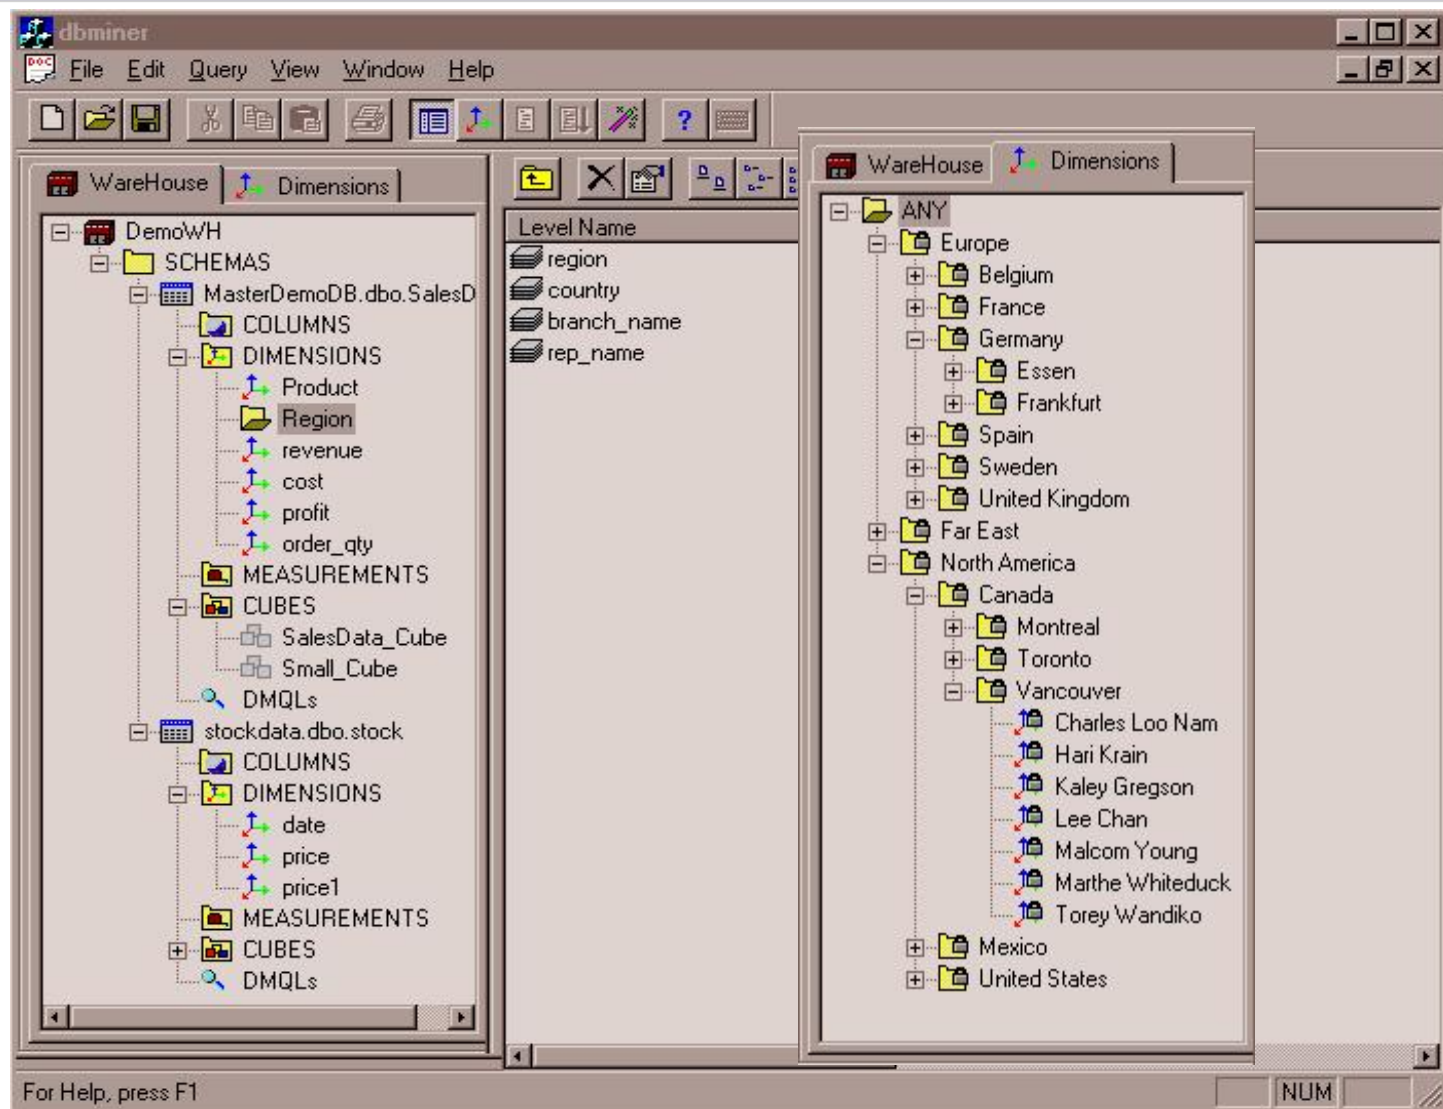 dbminer
File Edit Query View Window Help
WareHouse Dimensions
DemoWH
SCHEMAS
MasterDemoDB.dbo.SalesD
COLUMNS
DIMENSIONS
Product
Region
revenue
cost
profit
order_qty
MEASUREMENTS
CUBES
SalesData_Cube
Small_Cube
DMQLs
stockdata.dbo.stock
COLUMNS
DIMENSIONS
date
price
price1
MEASUREMENTS
CUBES
DMQLs
Level Name
region
country
branch_name
rep_name
WareHouse Dimensions
ANY
Europe
Belgium
France
Germany
Essen
Frankfurt
Spain
Sweden
United Kingdom
Far East
North America
Canada
Montreal
Toronto
Vancouver
Charles Loo Nam
Hari Krain
Kaley Gregson
Lee Chan
Malcom Young
Marthe Whiteduck
Torey Wandiko
Mexico
United States
For Help, press F1
NUM